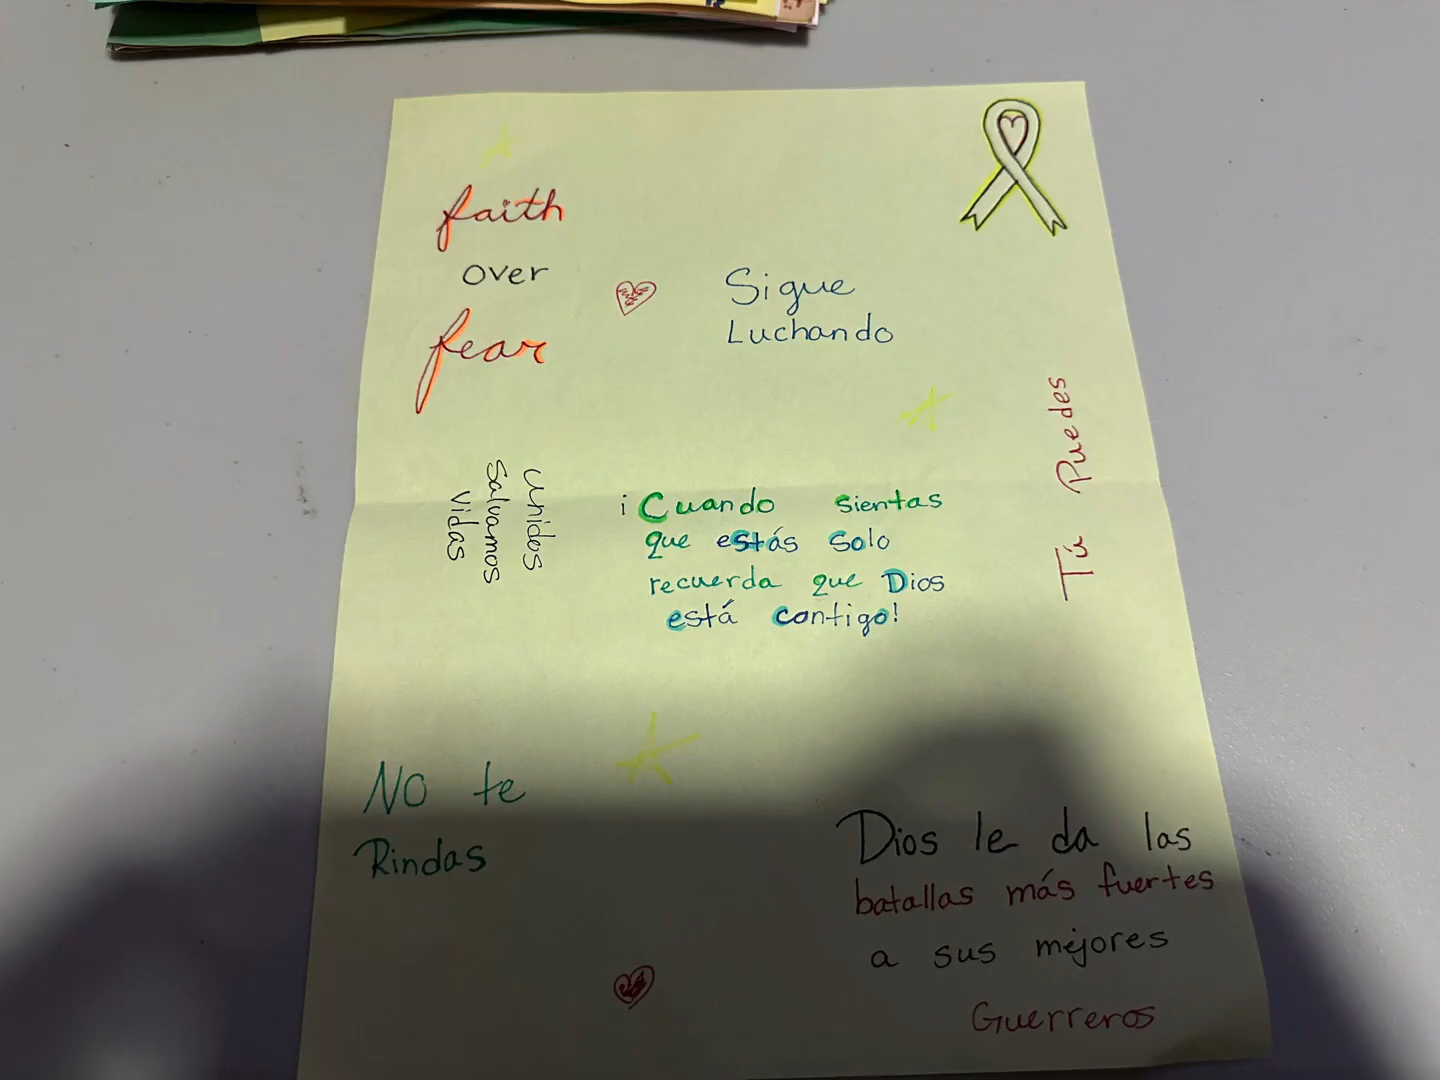 faith
over
fear
Sigue
Luchando
Tú Puedes
Unidos
Salvamos
Vidas
¡Cuando sientas
que estás solo
recuerda que Dios
está contigo!
NO te
Rindas
Dios le da las
batallas más fuertes
a sus mejores
Guerreros